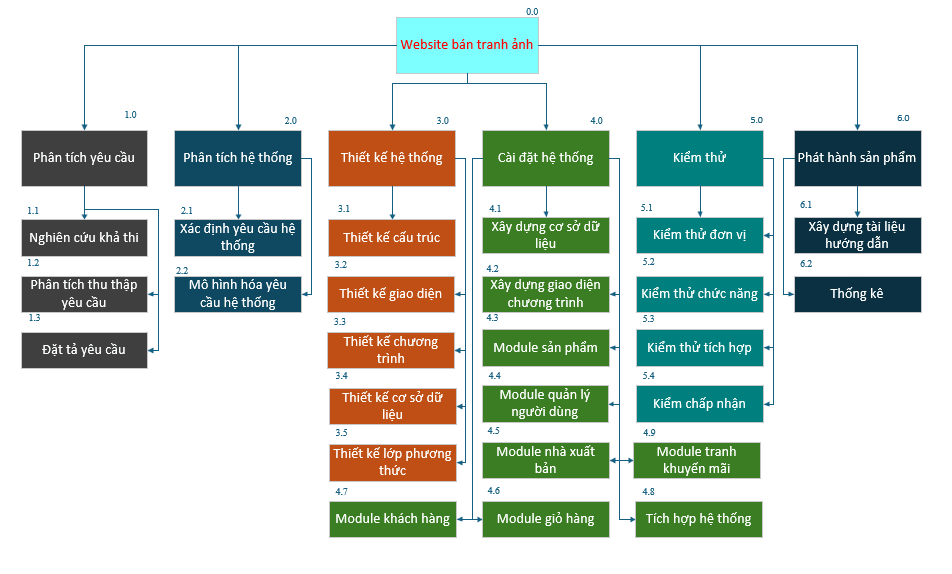 0.0
Website bán tranh ảnh
1.0
Phân tích yêu cầu
2.0
Phân tích hệ thống
3.0
Thiết kế hệ thống
4.0
Cài đặt hệ thống
5.0
Kiểm thử
6.0
Phát hành sản phẩm
1.1
Nghiên cứu khả thi
1.2
Phân tích thu thập
yêu cầu
1.3
Đặt tả yêu cầu
2.1
Xác định yêu cầu hệ
thống
2.2
Mô hình hóa yêu
cầu hệ thống
3.1
Thiết kế cấu trúc
3.2
Thiết kế giao diện
3.3
Thiết kế chương
trình
3.4
Thiết kế cơ sở dữ
liệu
3.5
Thiết kế lớp phương
thức
4.7
Module khách hàng
4.1
Xây dựng cơ sở dữ
liệu
4.2
Xây dựng giao diện
chương trình
4.3
Module sản phẩm
4.4
Module quản lý
người dùng
4.5
Module nhà xuất
bản
4.6
Module giỏ hàng
5.1
Kiểm thử đơn vị
5.2
Kiểm thử chức năng
5.3
Kiểm thử tích hợp
5.4
Kiểm chấp nhận
4.9
Module tranh
khuyến mãi
4.8
Tích hợp hệ thống
6.1
Xây dựng tài liệu
hướng dẫn
6.2
Thống kê